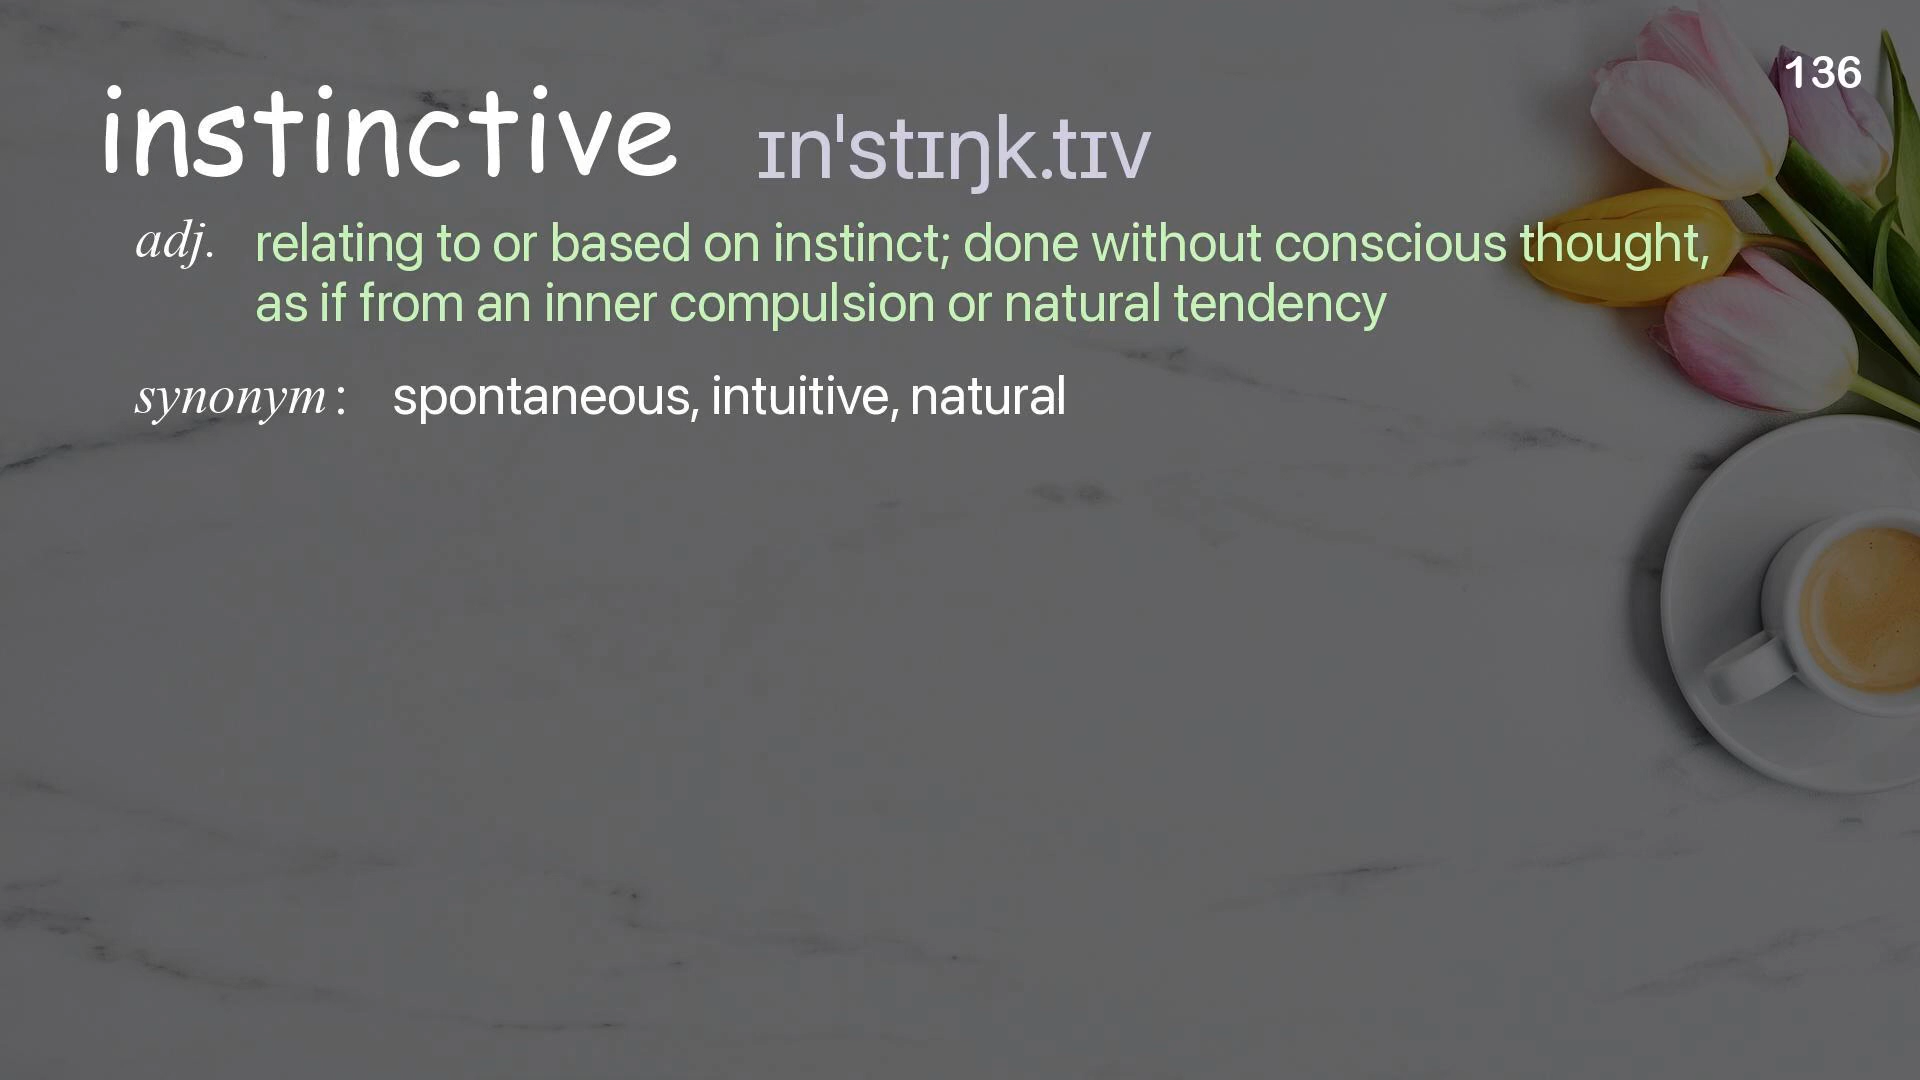 136
instinctive ɪnˈstɪŋk.tɪv
adj. relating to or based on instinct; done without conscious thought,
as if from an inner compulsion or natural tendency
synonym : spontaneous, intuitive, natural